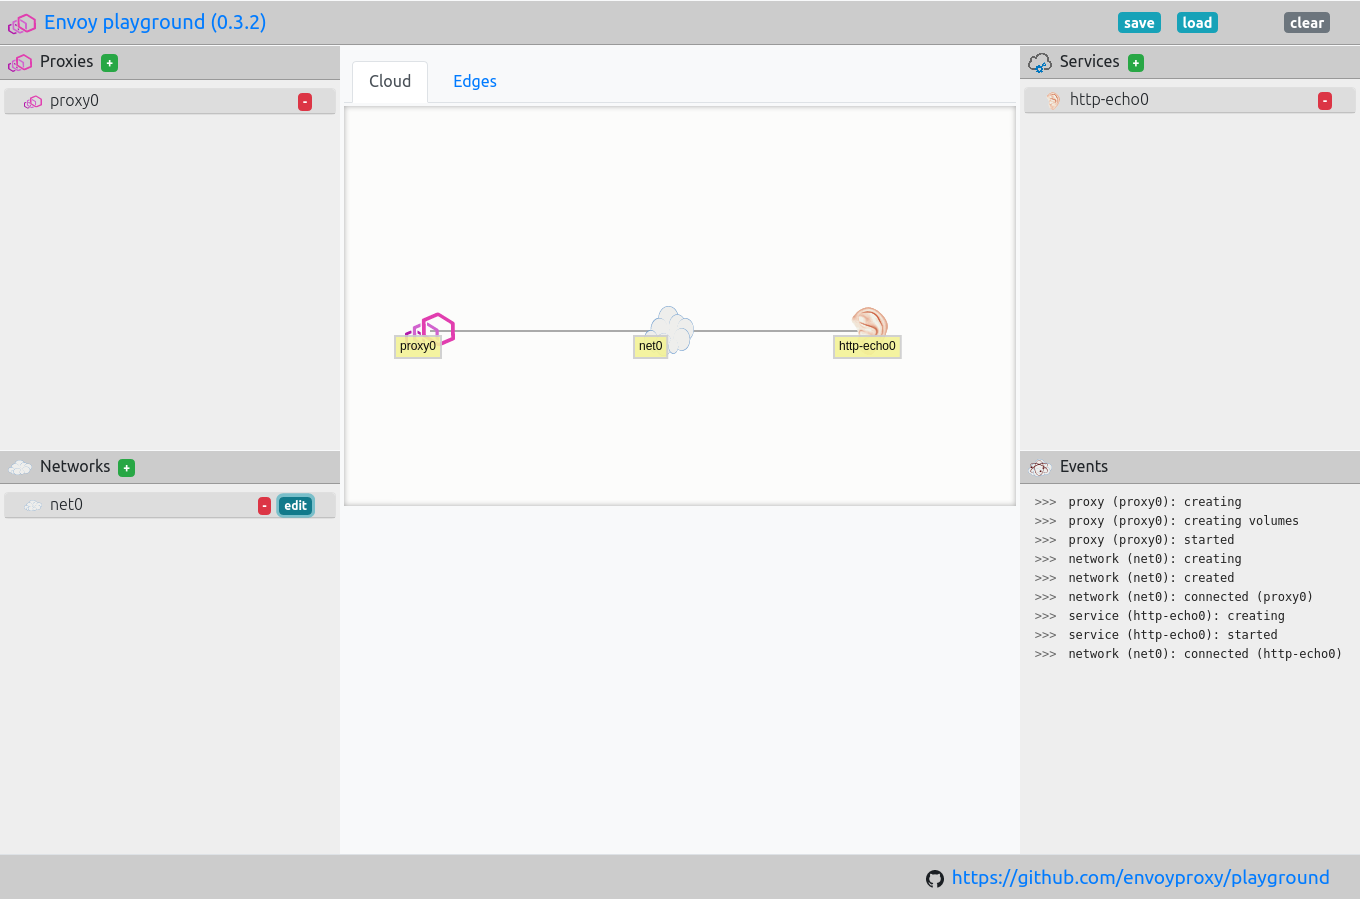 Envoy playground (0.3.2)
save
load
clear
Proxies +
proxy0 -
Cloud
Edges
proxy0
net0
http-echo0
Services +
http-echo0 -
Networks +
net0 - edit
Events
>>> proxy (proxy0): creating
>>> proxy (proxy0): creating volumes
>>> proxy (proxy0): started
>>> network (net0): creating
>>> network (net0): created
>>> network (net0): connected (proxy0)
>>> service (http-echo0): creating
>>> service (http-echo0): started
>>> network (net0): connected (http-echo0)
https://github.com/envoyproxy/playground